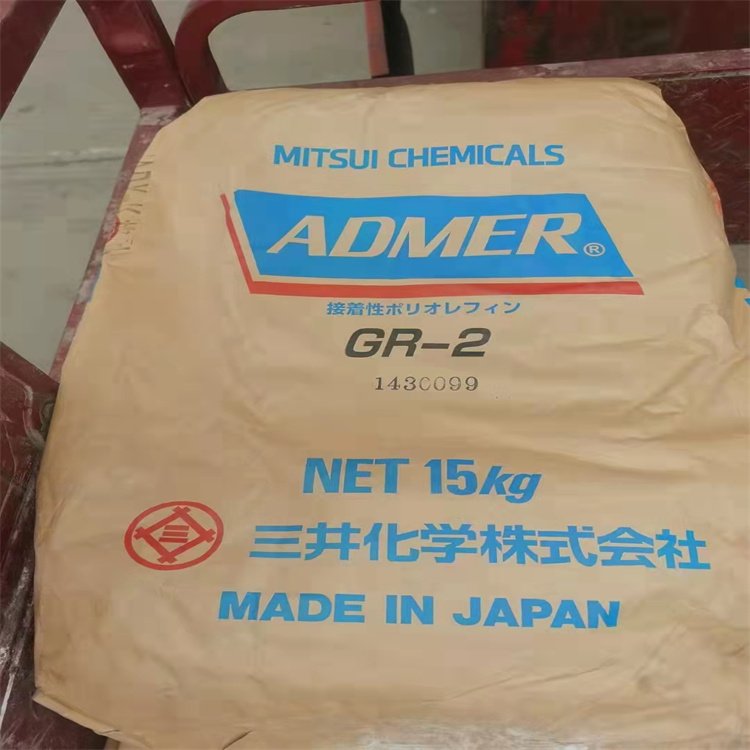 MITSUI CHEMICALS
ADMER®
接着性ポリオレフィン
GR-2
1430099
NET 15kg
三井化学株式会社
MADE IN JAPAN